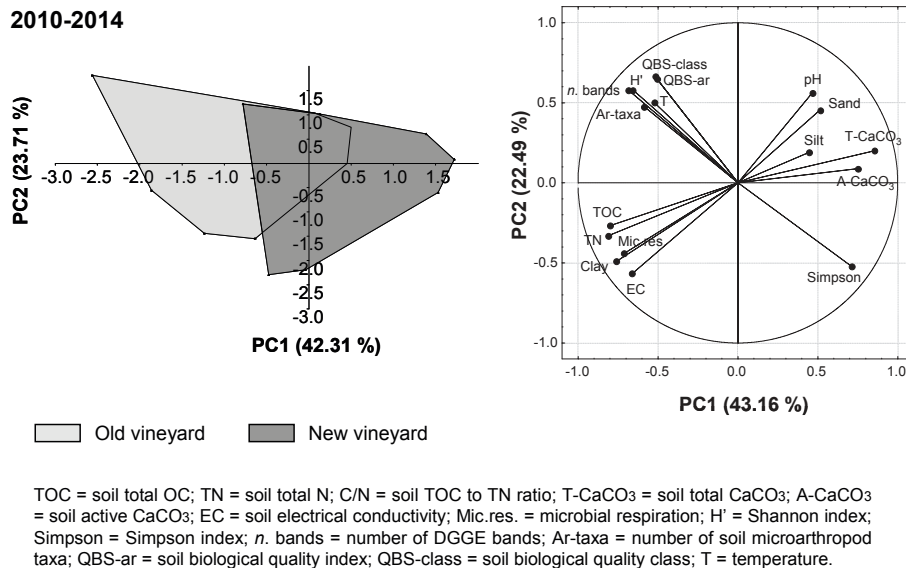 2010-2014
PC2 (23.71 %)
1.5
1.0
0.5
-3.0 -2.5 -2.0 -1.5 -1.0 -0.5 0.5 1.0 1.5
-0.5
-1.0
-1.5
-2.0
-2.5
-3.0
PC1 (42.31 %)
PC2 (22.49 %)
1.0
0.5
0.0
-0.5
-1.0
QBS-class
QBS-ar
n. bands
H'
T
Ar-taxa
pH
Sand
Silt
T-CaCO3
A-CaCO3
TOC
TN
Mic.res
Clay
EC
Simpson
-1.0 -0.5 0.0 0.5 1.0
PC1 (43.16 %)
Old vineyard New vineyard
TOC = soil total OC; TN = soil total N; C/N = soil TOC to TN ratio; T-CaCO3 = soil total CaCO3; A-CaCO3
= soil active CaCO3; EC = soil electrical conductivity; Mic.res. = microbial respiration; H' = Shannon index;
Simpson = Simpson index; n. bands = number of DGGE bands; Ar-taxa = number of soil microarthropod
taxa; QBS-ar = soil biological quality index; QBS-class = soil biological quality class; T = temperature.